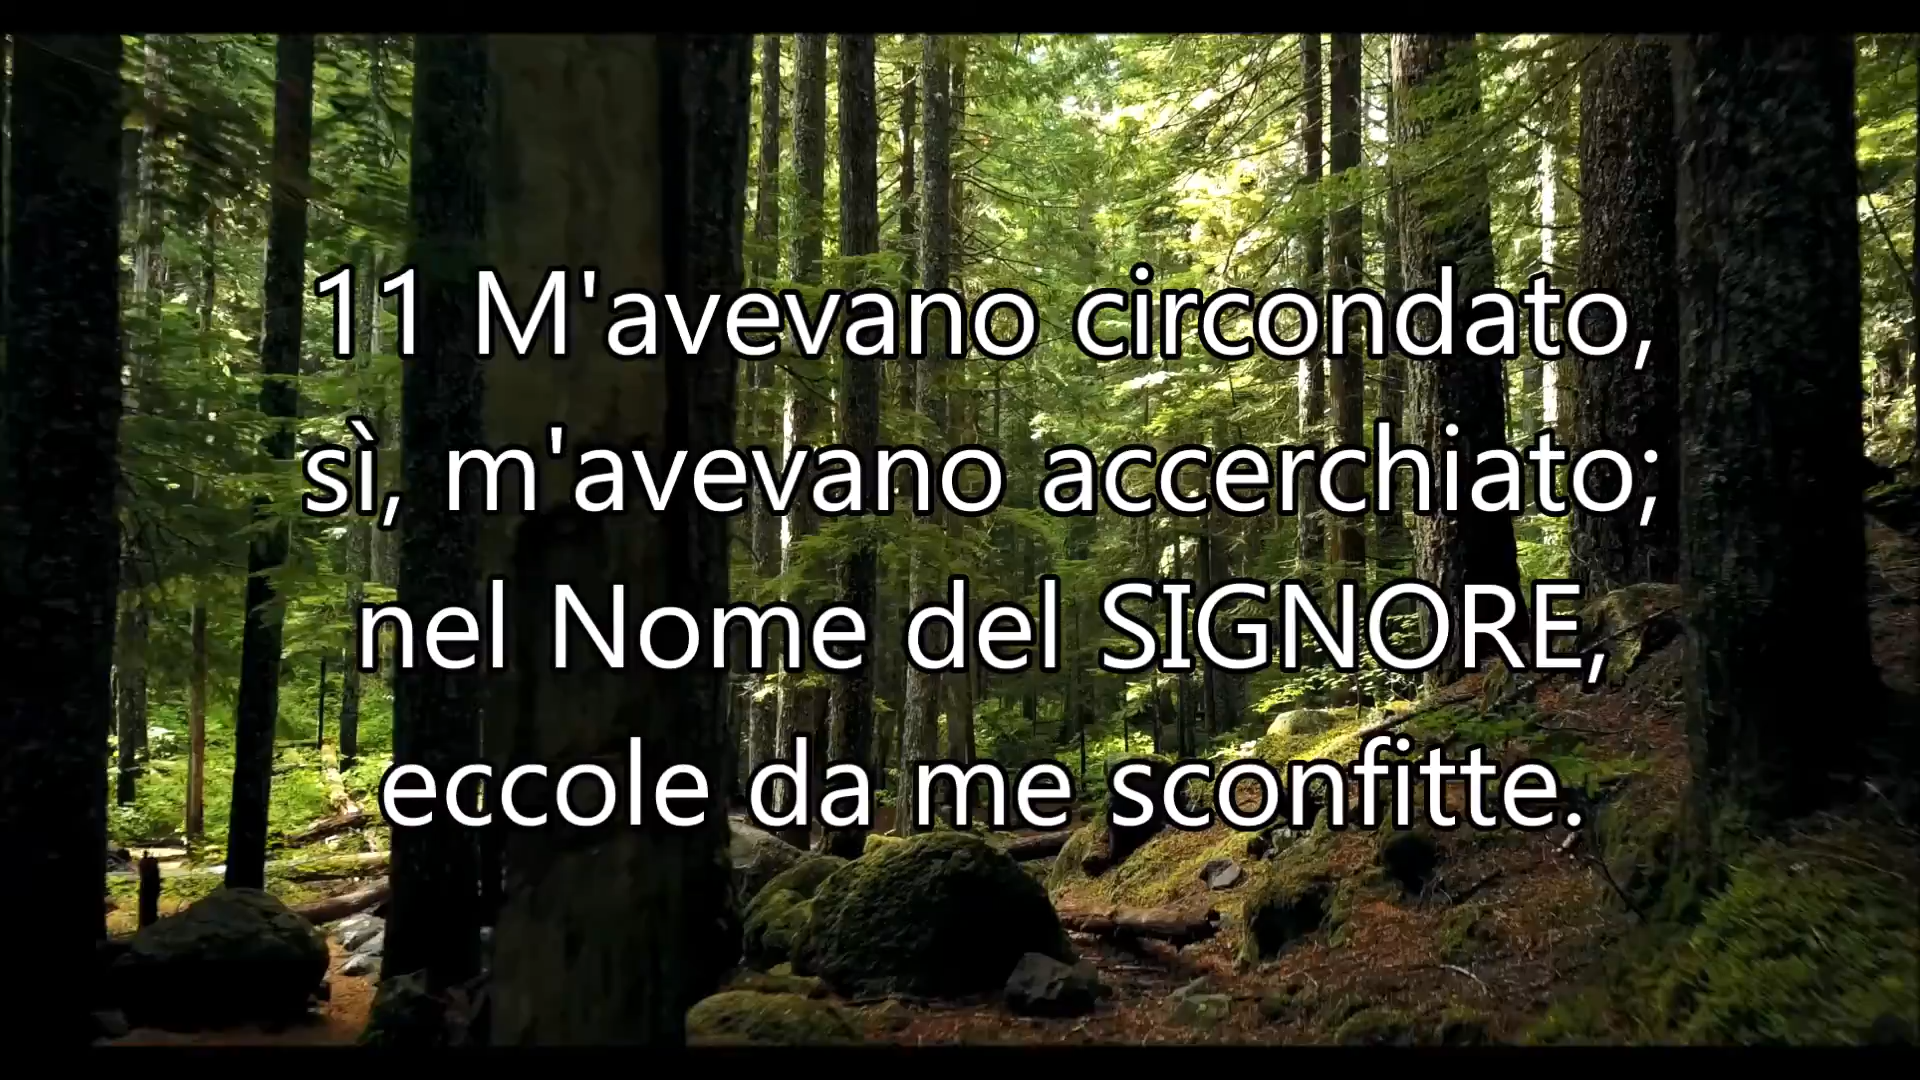 11 M'avevano circondato,
sì, m'avevano accerchiato;
nel Nome del SIGNORE,
eccole da me sconfitte.